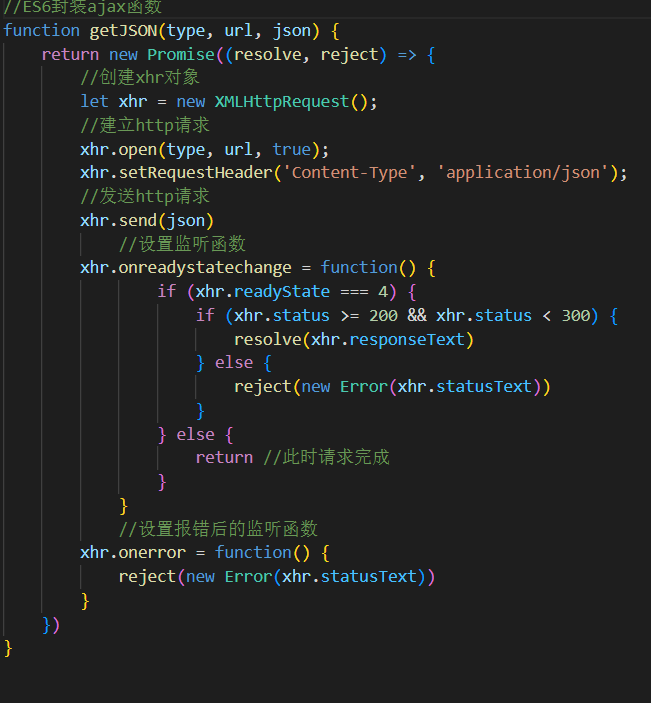 //ES6封装ajax函数
function getJSON(type, url, json) {
    return new Promise((resolve, reject) => {
        //创建xhr对象
        let xhr = new XMLHttpRequest();
        //建立http请求
        xhr.open(type, url, true);
        xhr.setRequestHeader('Content-Type', 'application/json');
        //发送http请求
        xhr.send(json)
            //设置监听函数
        xhr.onreadystatechange = function() {
                if (xhr.readyState === 4) {
                    if (xhr.status >= 200 && xhr.status < 300) {
                        resolve(xhr.responseText)
                    } else {
                        reject(new Error(xhr.statusText))
                    }
                } else {
                    return //此时请求完成
                }
            }
            //设置报错后的监听函数
        xhr.onerror = function() {
            reject(new Error(xhr.statusText))
        }
    })
}